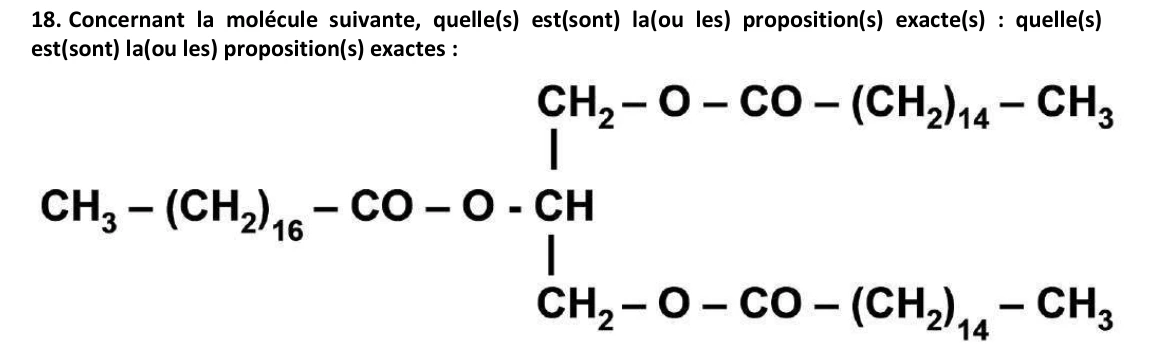 18. Concernant la molécule suivante, quelle(s) est(sont) la(ou les) proposition(s) exacte(s) : quelle(s)
est(sont) la(ou les) proposition(s) exactes :
CH₂ – O – CO – (CH₂)₁₄ – CH₃
|
CH₃ – (CH₂)₁₆ – CO – O - CH
|
CH₂ – O – CO – (CH₂)₁₄ – CH₃